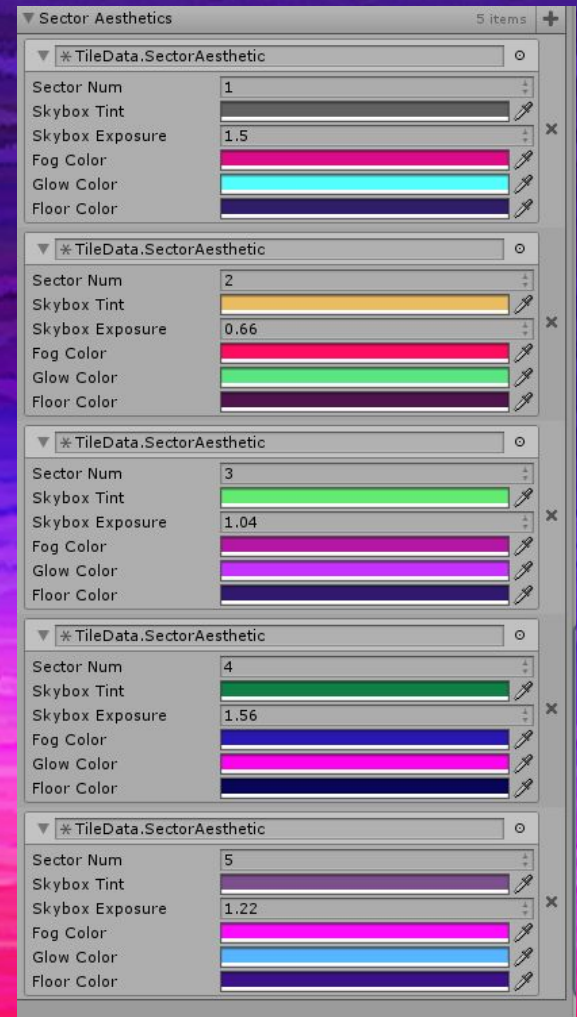 Sector Aesthetics 5 items
TileData.SectorAesthetic
Sector Num 1
Skybox Tint
Skybox Exposure 1.5
Fog Color
Glow Color
Floor Color
TileData.SectorAesthetic
Sector Num 2
Skybox Tint
Skybox Exposure 0.66
Fog Color
Glow Color
Floor Color
TileData.SectorAesthetic
Sector Num 3
Skybox Tint
Skybox Exposure 1.04
Fog Color
Glow Color
Floor Color
TileData.SectorAesthetic
Sector Num 4
Skybox Tint
Skybox Exposure 1.56
Fog Color
Glow Color
Floor Color
TileData.SectorAesthetic
Sector Num 5
Skybox Tint
Skybox Exposure 1.22
Fog Color
Glow Color
Floor Color